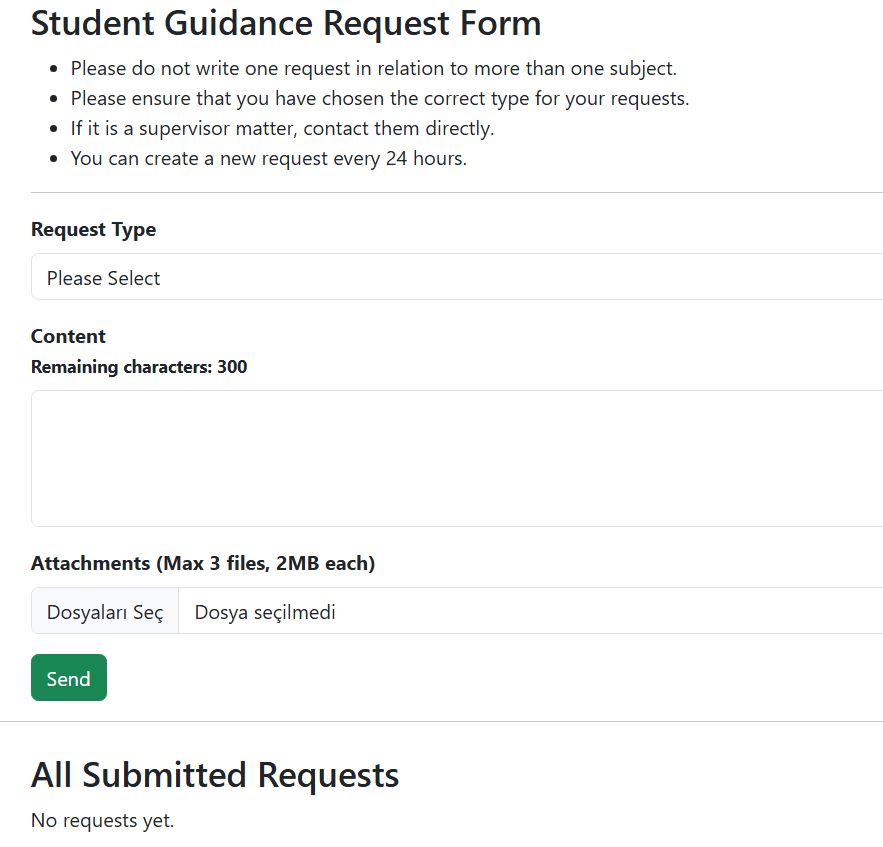 Student Guidance Request Form
Please do not write one request in relation to more than one subject.
Please ensure that you have chosen the correct type for your requests.
If it is a supervisor matter, contact them directly.
You can create a new request every 24 hours.
Request Type
Please Select
Content
Remaining characters: 300
Attachments (Max 3 files, 2MB each)
Dosyaları Seç Dosya seçilmedi
Send
All Submitted Requests
No requests yet.